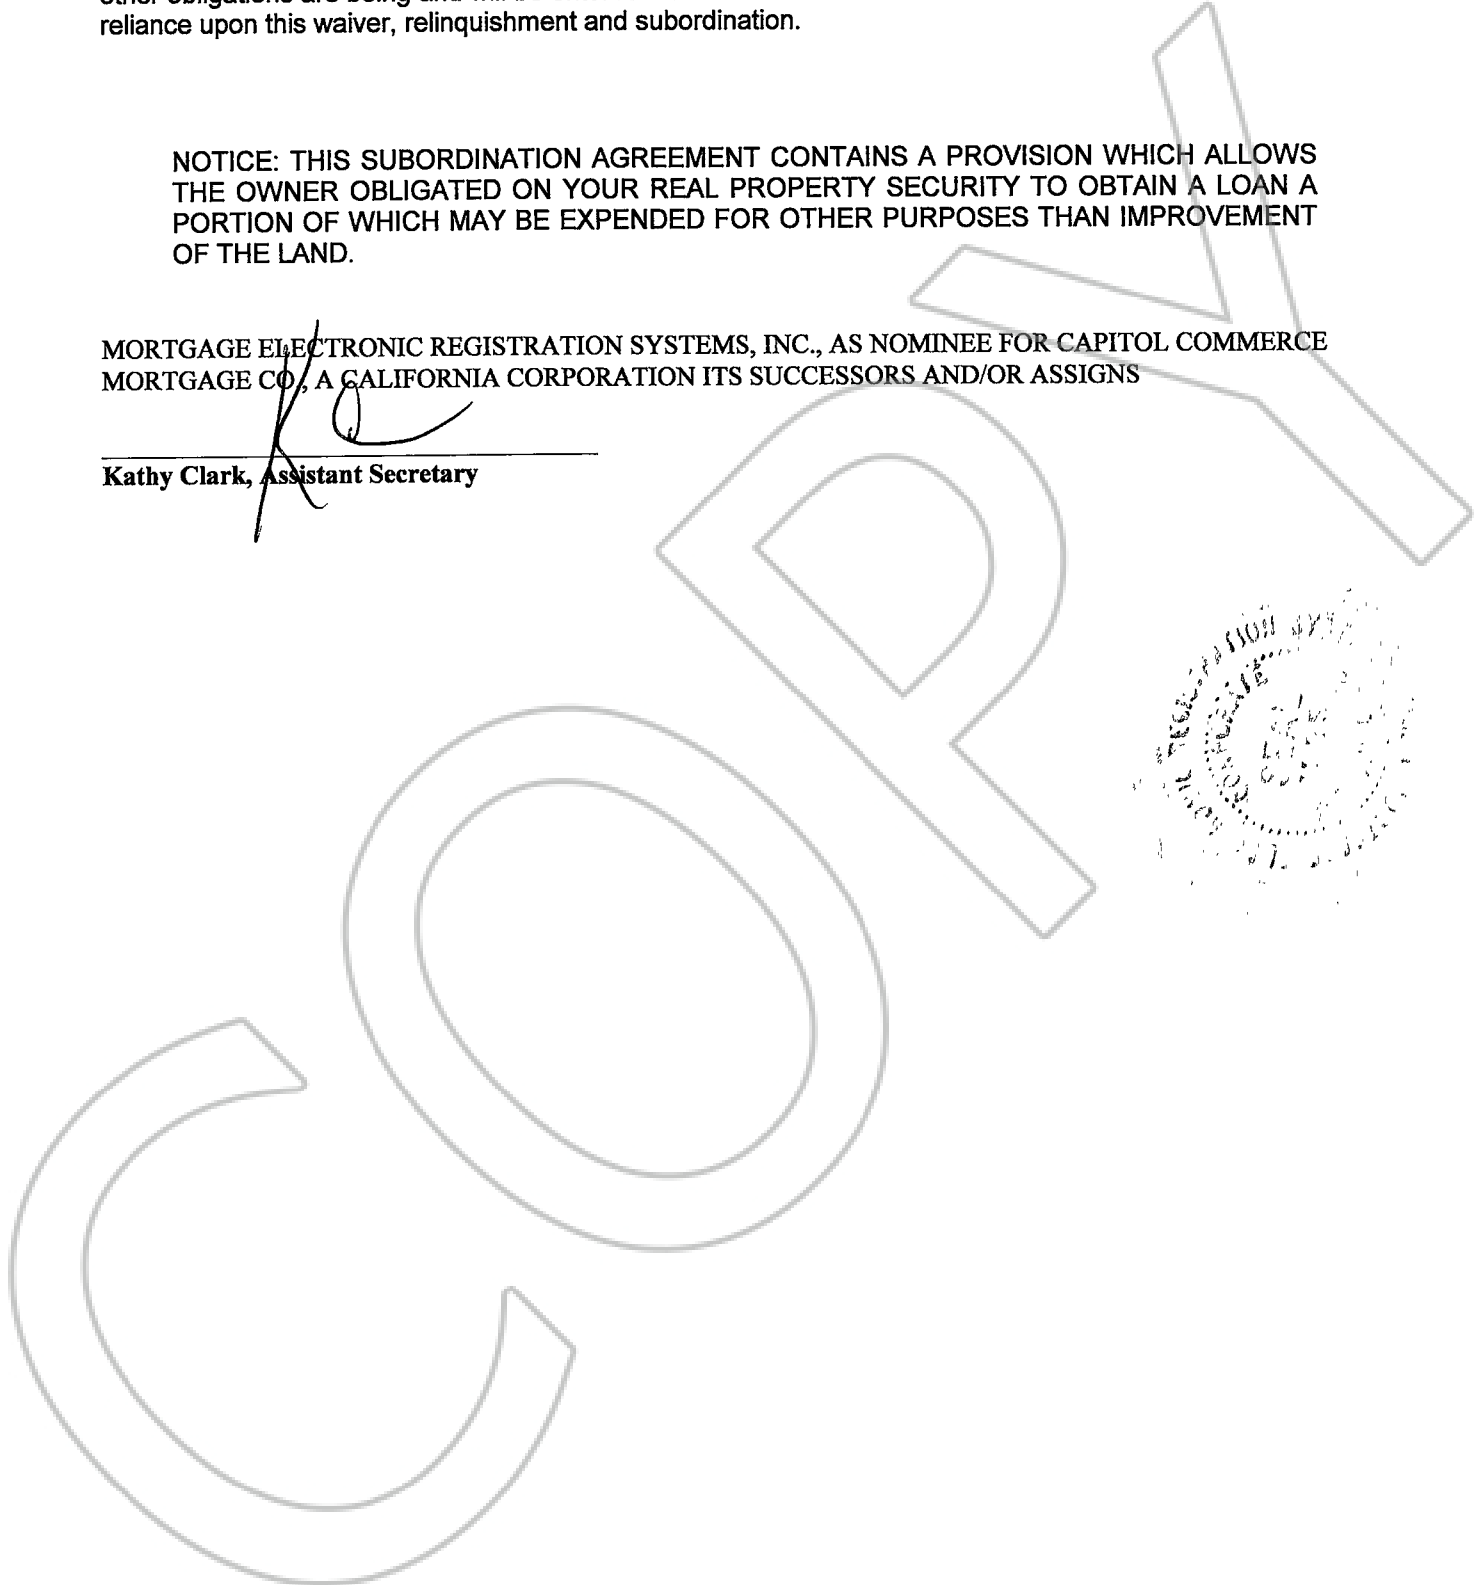 reliance upon this waiver, relinquishment and subordination.
NOTICE: THIS SUBORDINATION AGREEMENT CONTAINS A PROVISION WHICH ALLOWS
THE OWNER OBLIGATED ON YOUR REAL PROPERTY SECURITY TO OBTAIN A LOAN A
PORTION OF WHICH MAY BE EXPENDED FOR OTHER PURPOSES THAN IMPROVEMENT
OF THE LAND.
MORTGAGE ELECTRONIC REGISTRATION SYSTEMS, INC., AS NOMINEE FOR CAPITOL COMMERCE
MORTGAGE CO., A CALIFORNIA CORPORATION ITS SUCCESSORS AND/OR ASSIGNS
Kathy Clark, Assistant Secretary
COPY